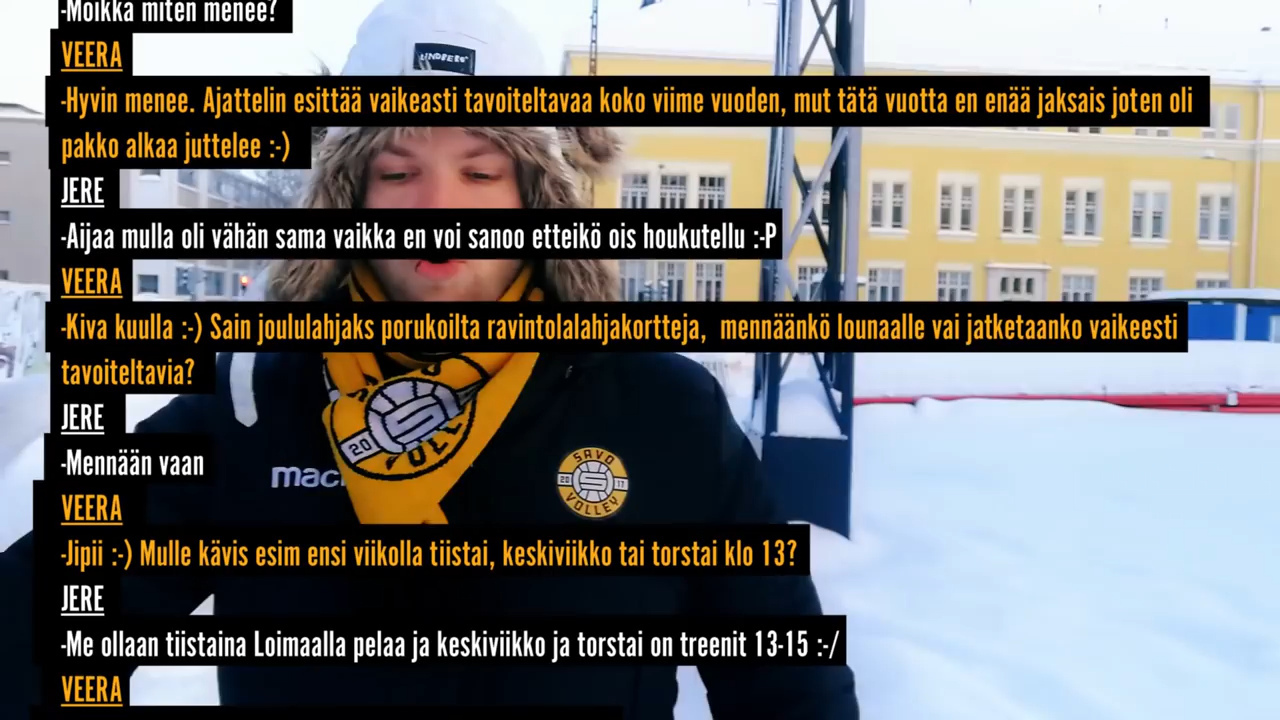 -Moikka miten menee?
LINDBERG
VEERA
-Hyvin menee. Ajattelin esittää vaikeasti tavoiteltavaa koko viime vuoden, mut tätä vuotta en enää jaksais joten oli
pakko alkaa juttelee :-)
JERE
-Aijaa mulla oli vähän sama vaikka en voi sanoo etteikö ois houkutellu :-P
VEERA
-Kiva kuulla :-) Sain joululahjaks porukoilta ravintolalahjakortteja, mennäänkö lounaalle vai jatketaanko vaikeesti
tavoiteltavia?
JERE
20
-Mennään vaan
mac
SAVO
20 17
VOLLEY
VEERA
-Jipii :-) Mulle kävis esim ensi viikolla tiistai, keskiviikko tai torstai klo 13?
JERE
-Me ollaan tiistaina Loimaalla pelaa ja keskiviikko ja torstai on treenit 13-15 :-/
VEERA